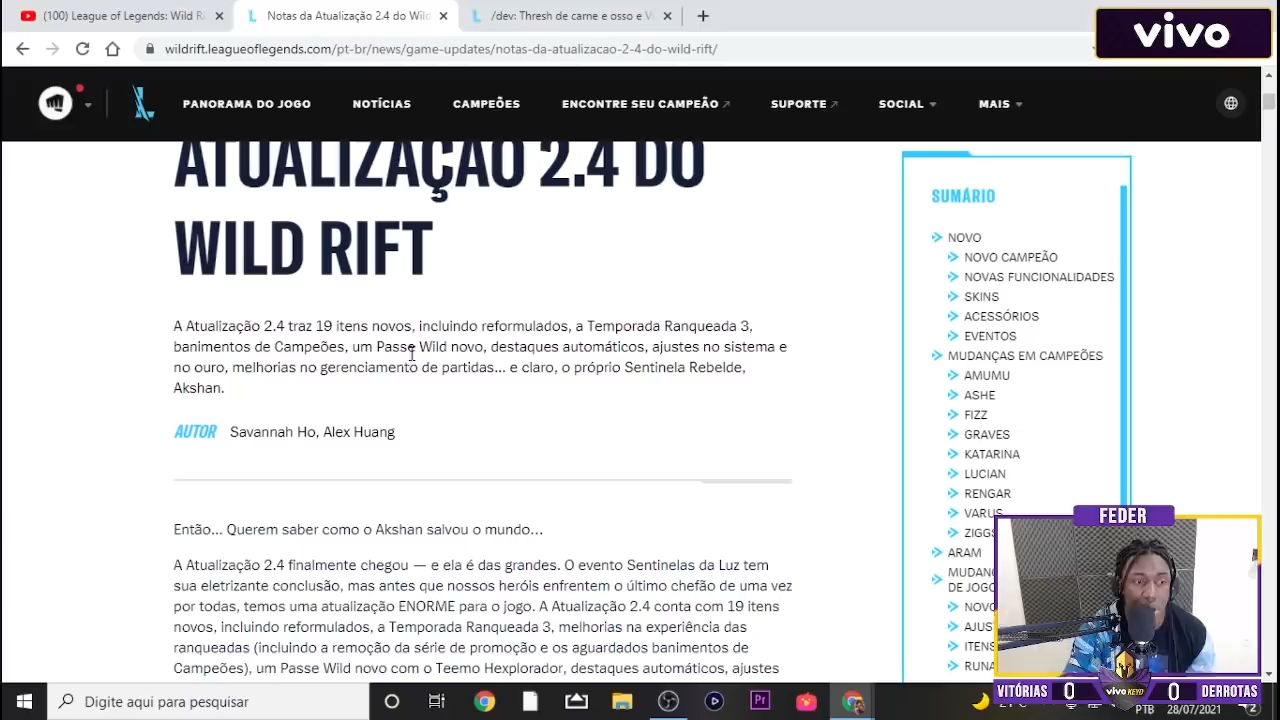 (100) League of Legends: Wild R
Notas da Atualização 2.4 do Wild
/dev: Thresh de carne e osso e V
vivo
wildrift.leagueoflegends.com/pt-br/news/game-updates/notas-da-atualizacao-2-4-do-wild-rift/
PANORAMA DO JOGO
NOTÍCIAS
CAMPEÕES
ENCONTRE SEU CAMPEÃO
SUPORTE
SOCIAL
MAIS
ATUALIZAÇÃO 2.4 DO
WILD RIFT
A Atualização 2.4 traz 19 itens novos, incluindo reformulados, a Temporada Ranqueada 3,
banimentos de Campeões, um Passe Wild novo, destaques automáticos, ajustes no sistema e
no ouro, melhorias no gerenciamento de partidas... e claro, o próprio Sentinela Rebelde,
Akshan.
AUTOR Savannah Ho, Alex Huang
Então... Querem saber como o Akshan salvou o mundo...
A Atualização 2.4 finalmente chegou — e ela é das grandes. O evento Sentinelas da Luz tem
sua eletrizante conclusão, mas antes que nossos heróis enfrentem o último chefão de uma vez
por todas, temos uma atualização ENORME para o jogo. A Atualização 2.4 conta com 19 itens
novos, incluindo reformulados, a Temporada Ranqueada 3, melhorias na experiência das
ranqueadas (incluindo a remoção da série de promoção e os aguardados banimentos de
Campeões), um Passe Wild novo com o Teemo Hexplorador, destaques automáticos, ajustes
SUMÁRIO
NOVO
NOVO CAMPEÃO
NOVAS FUNCIONALIDADES
SKINS
ACESSÓRIOS
EVENTOS
MUDANÇAS EM CAMPEÕES
AMUMU
ASHE
FIZZ
GRAVES
KATARINA
LUCIAN
RENGAR
VARUS
ZIGGS
ARAM
MUDANÇ
DE JOGO
NOVO
AJUS
ITENS
RUNA
FEDER
VITÓRIAS 0
vivo KEYD
0 DERROTAS
Digite aqui para pesquisar
Pr
PTB
28/07/2021
2